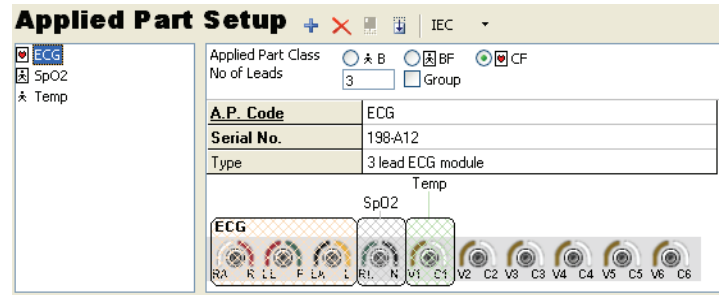 Applied Part Setup IEC
ECG
SpO2
Temp
Applied Part Class B BF CF
No of Leads 3 Group
A.P. Code ECG
Serial No. 198-A12
Type 3 lead ECG module
Temp
SpO2
ECG
RA R LL F LA L RL N V1 C1 V2 C2 V3 C3 V4 C4 V5 C5 V6 C6